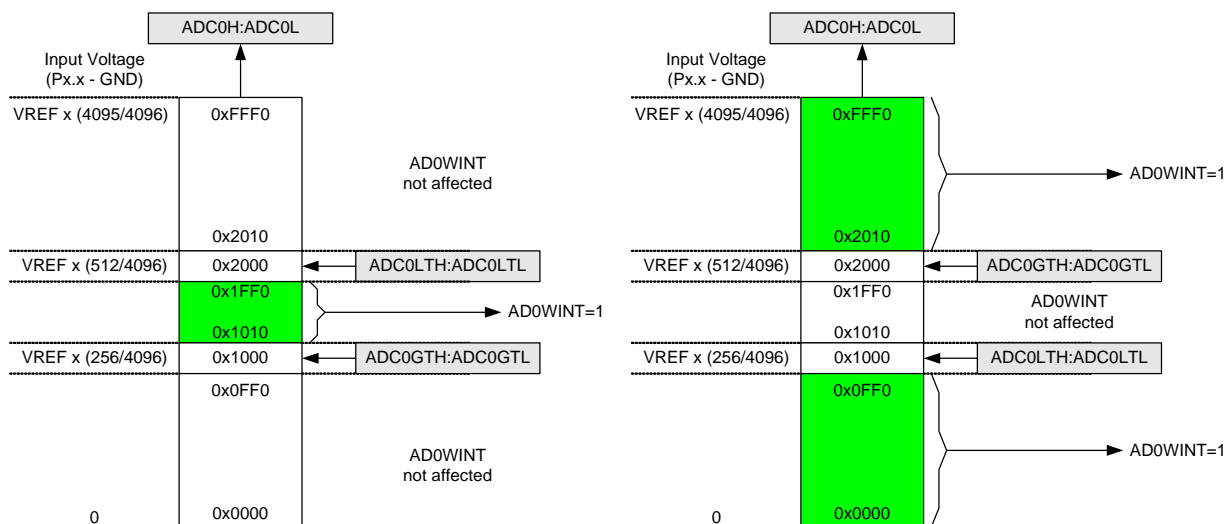 ADC0H:ADC0L
Input Voltage
(Px.x - GND)
VREF x (4095/4096)
0xFFF0
AD0WINT
not affected
0x2010
VREF x (512/4096)
0x2000
ADC0LTH:ADC0LTL
0x1FF0
AD0WINT=1
0x1010
VREF x (256/4096)
0x1000
ADC0GTH:ADC0GTL
0x0FF0
AD0WINT
not affected
0
0x0000
ADC0H:ADC0L
Input Voltage
(Px.x - GND)
VREF x (4095/4096)
0xFFF0
AD0WINT=1
0x2010
VREF x (512/4096)
0x2000
ADC0GTH:ADC0GTL
0x1FF0
AD0WINT
not affected
0x1010
VREF x (256/4096)
0x1000
ADC0LTH:ADC0LTL
0x0FF0
AD0WINT=1
0
0x0000